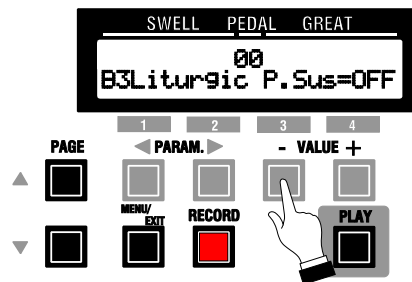 SWELL PEDAL GREAT
00
B3Liturgic P.Sus=OFF
1 2 3 4
PAGE ◀ PARAM. ▶ - VALUE +
MENU/
EXIT RECORD PLAY